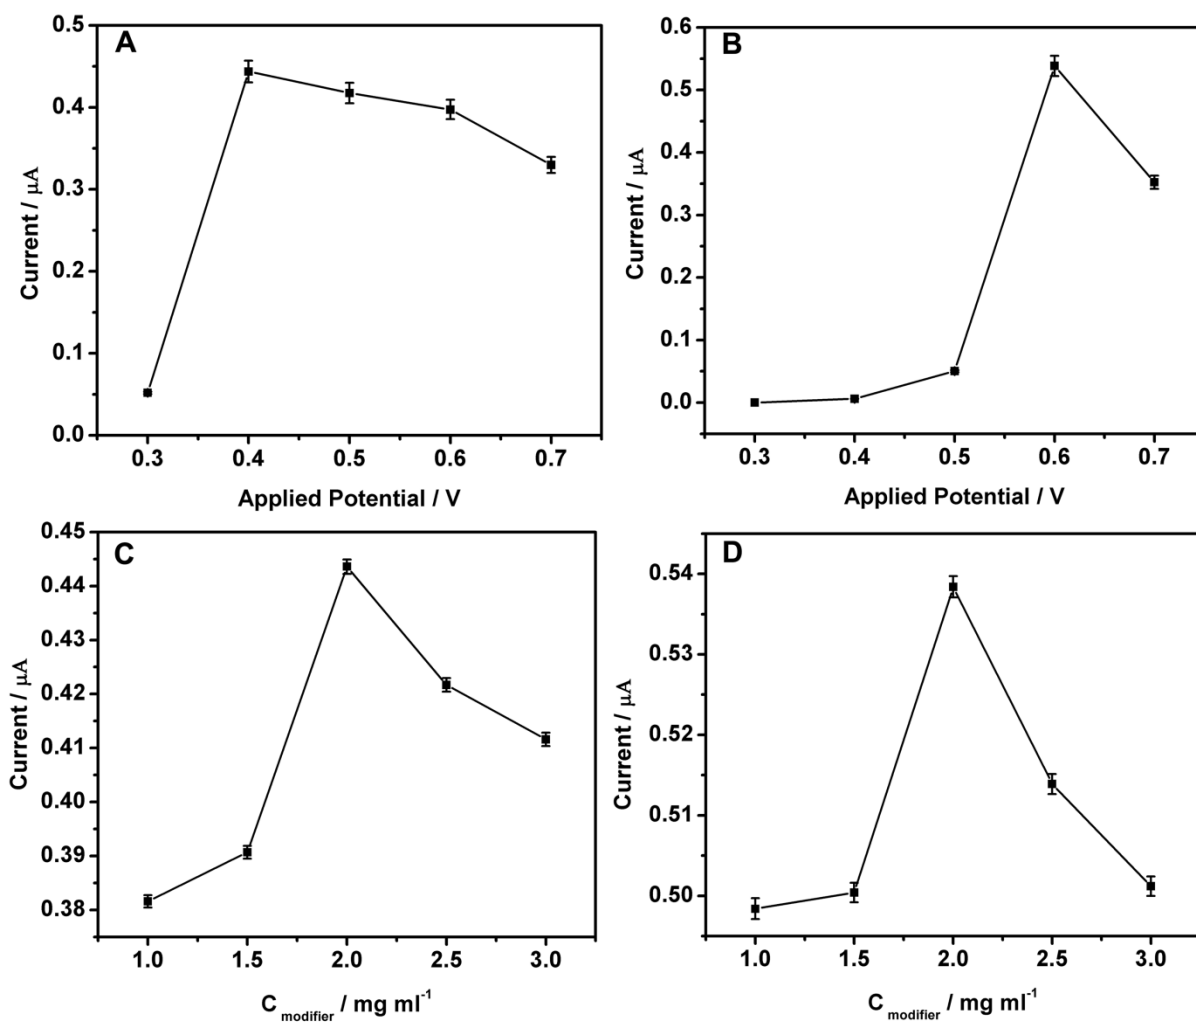 A
Current / μA
0.5
0.4
0.3
0.2
0.1
0.0
0.3 0.4 0.5 0.6 0.7
Applied Potential / V
B
Current / μA
0.6
0.5
0.4
0.3
0.2
0.1
0.0
0.3 0.4 0.5 0.6 0.7
Applied Potential / V
C
Current / μA
0.45
0.44
0.43
0.42
0.41
0.40
0.39
0.38
1.0 1.5 2.0 2.5 3.0
C modifier / mg ml-1
D
Current / μA
0.54
0.53
0.52
0.51
0.50
1.0 1.5 2.0 2.5 3.0
C modifier / mg ml-1